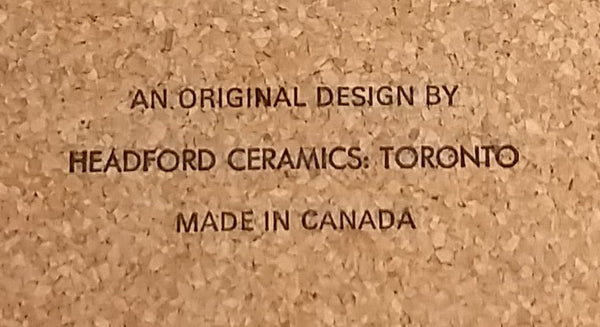 AN ORIGINAL DESIGN BY
HEADFORD CERAMICS: TORONTO
MADE IN CANADA